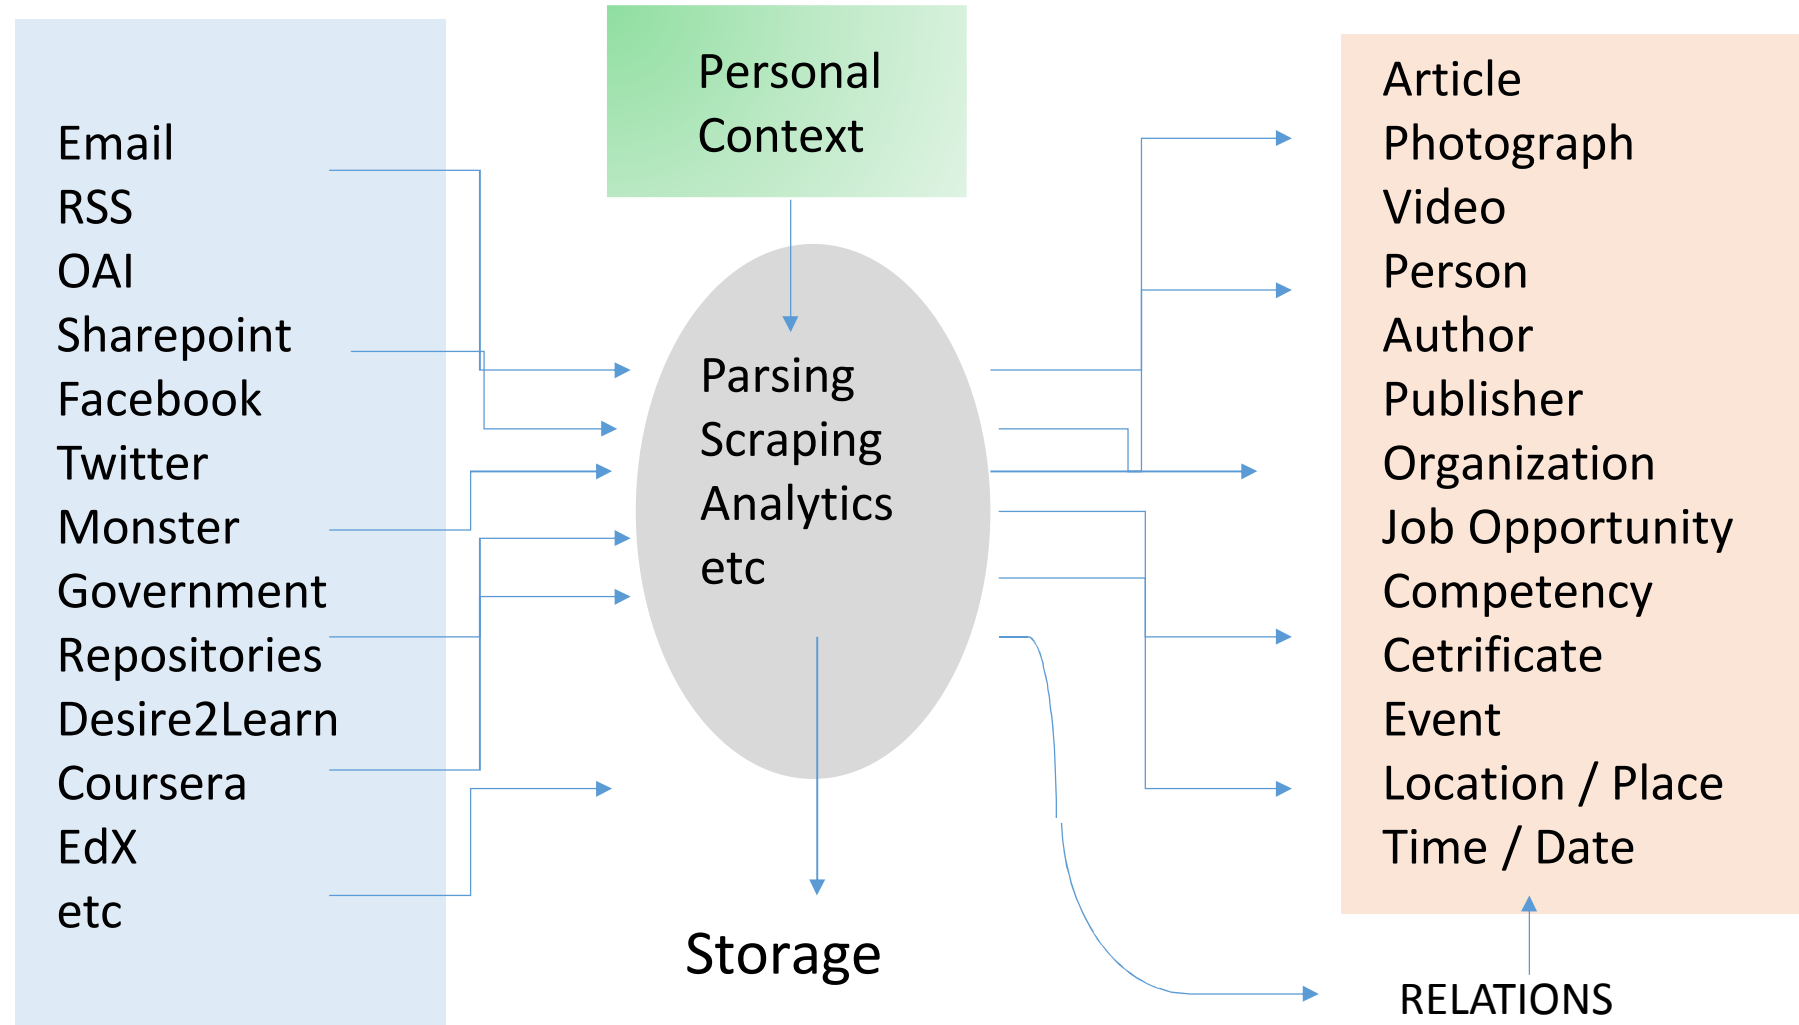 Email
RSS
OAI
Sharepoint
Facebook
Twitter
Monster
Government
Repositories
Desire2Learn
Coursera
EdX
etc
Personal
Context
Parsing
Scraping
Analytics
etc
Storage
Article
Photograph
Video
Person
Author
Publisher
Organization
Job Opportunity
Competency
Cetrificate
Event
Location / Place
Time / Date
RELATIONS